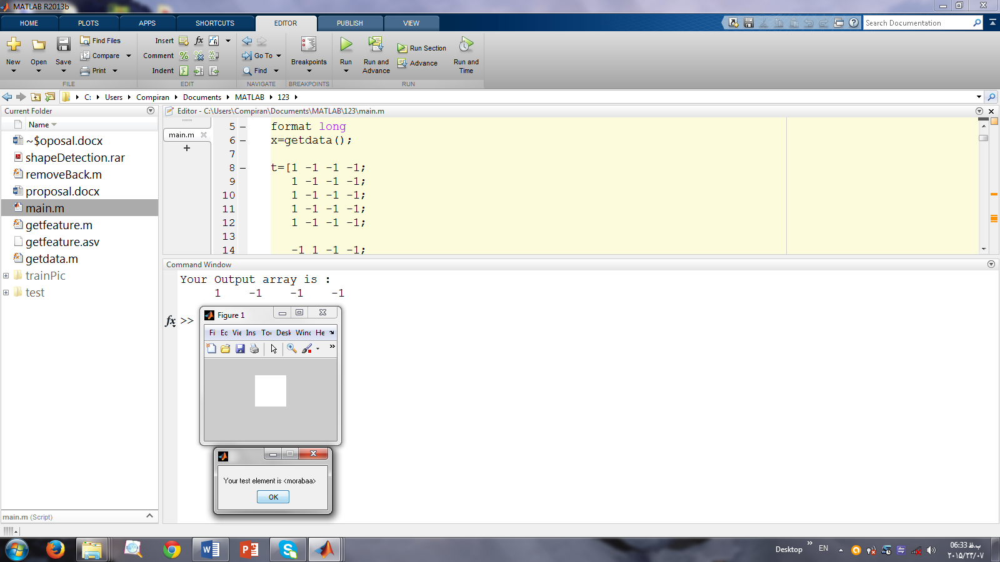 MATLAB R2013b
HOME PLOTS APPS SHORTCUTS EDITOR PUBLISH VIEW
Search Documentation
New Open Save
Find Files
Compare
Print
FILE
Insert fx
Comment
Indent
EDIT
Go To
Find
NAVIGATE
Breakpoints
BREAKPOINTS
Run
Run and Advance
Run Section
Advance
Run and Time
RUN
C: Users Compiran Documents MATLAB 123
Current Folder
Name
~$oposal.docx
shapeDetection.rar
removeBack.m
proposal.docx
main.m
getfeature.m
getfeature.asv
getdata.m
trainPic
test
main.m (Script)
Editor - C:\Users\Compiran\Documents\MATLAB\123\main.m
main.m
5 – format long
6 – x=getdata();
7
8 – t=[1 -1 -1 -1;
9 1 -1 -1 -1;
10 1 -1 -1 -1;
11 1 -1 -1 -1;
12 1 -1 -1 -1;
13
14 -1 1 -1 -1;
Command Window
Your Output array is :
1 -1 -1 -1
fx >>
Figure 1
Fi Ec Vie Ins Too Desk Winc He
Your test element is <morabaa>
OK
Desktop EN
06:33 ب.ظ
۲۰۱۵/۲۳/۰۷